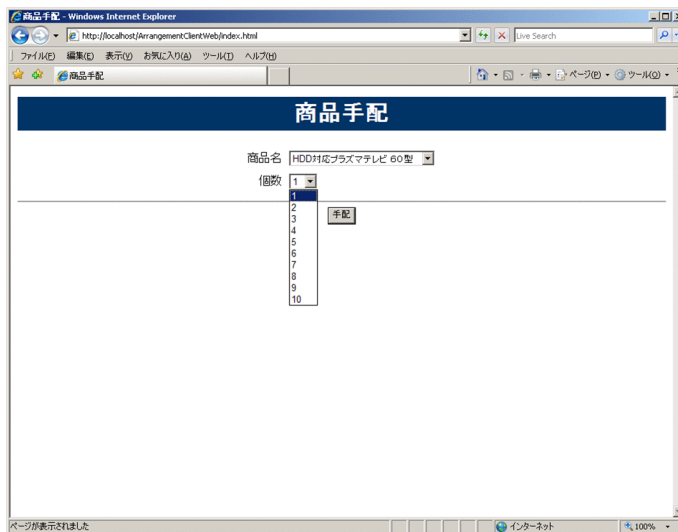 商品手配 - Windows Internet Explorer
http://localhost/ArrangementClientWeb/index.html
Live Search
ファイル(F) 編集(E) 表示(V) お気に入り(A) ツール(T) ヘルプ(H)
商品手配
ページ(P) ツール(O)
商品手配
商品名 HDD対応プラズマテレビ 60型
個数 1
1
2
手配
3
4
5
6
7
8
9
10
ページが表示されました インターネット 100%